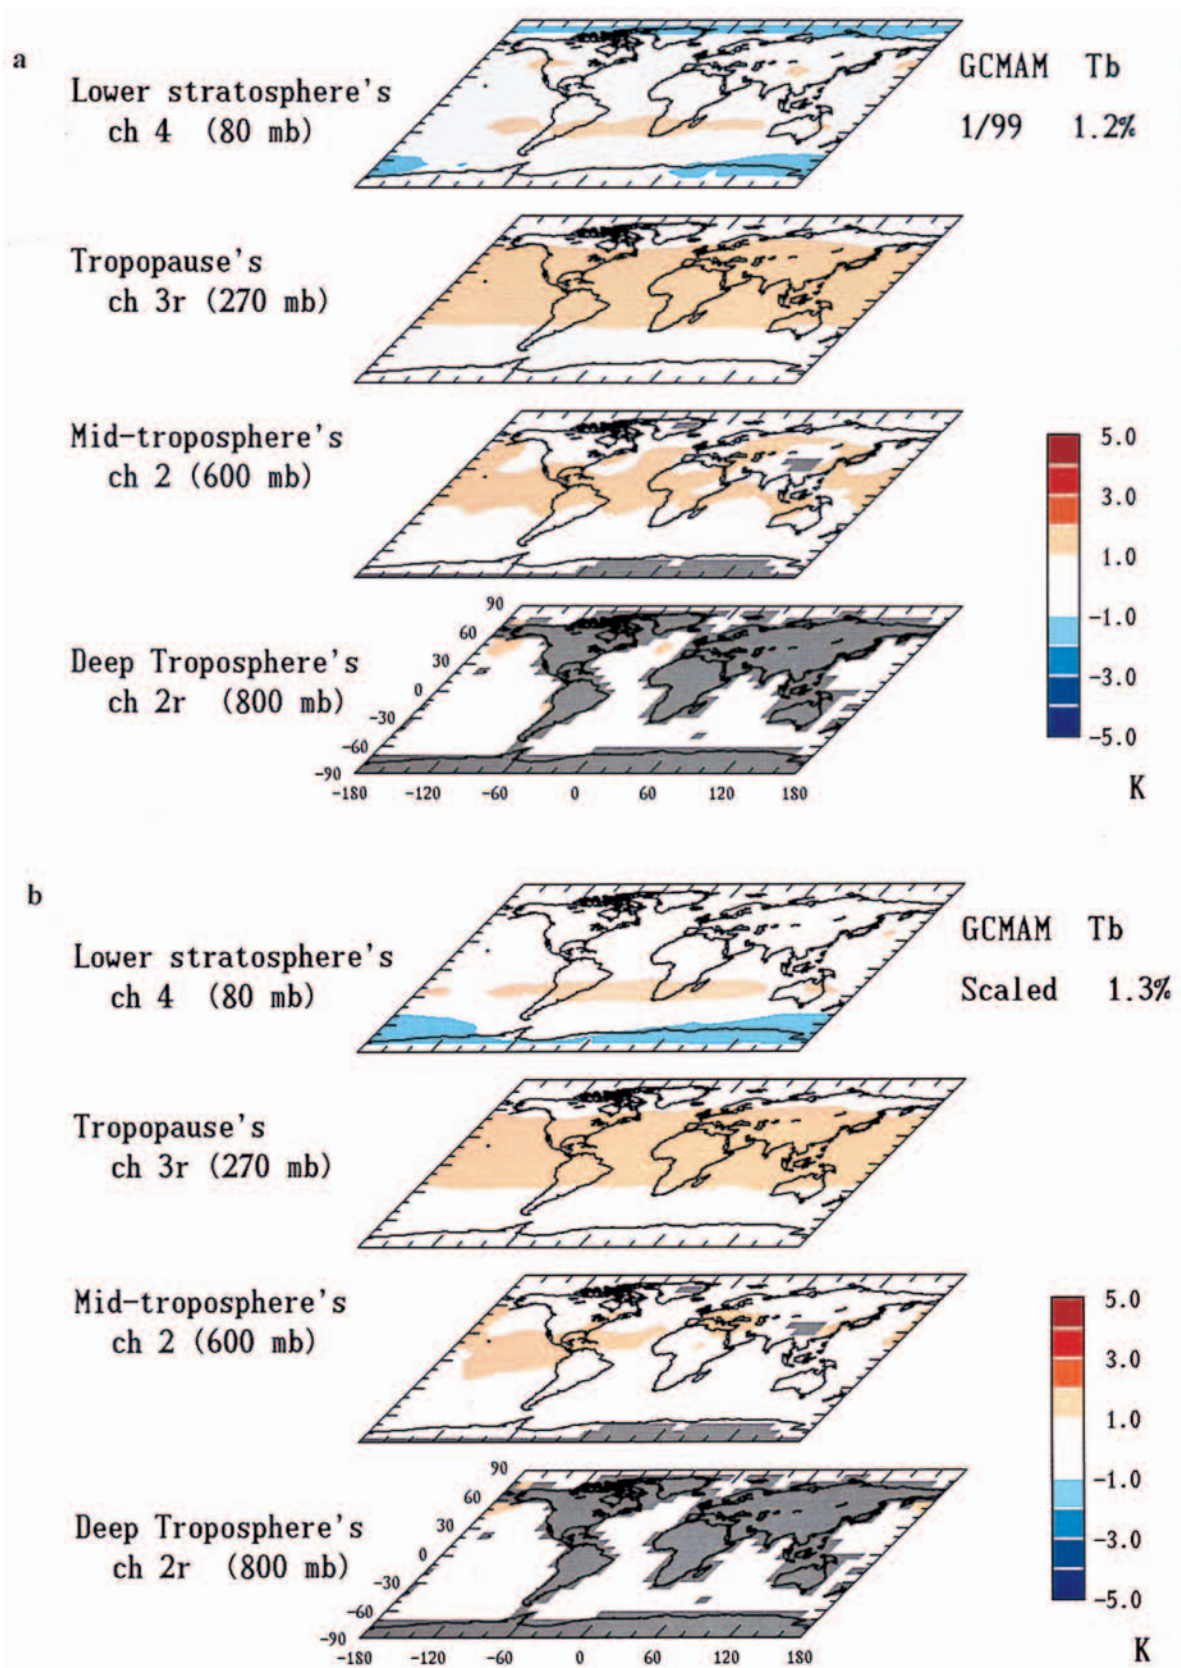 a
Lower stratosphere's
ch 4 (80 mb)
GCMAM Tb
1/99 1.2%
Tropopause's
ch 3r (270 mb)
Mid-troposphere's
ch 2 (600 mb)
5.0
3.0
1.0
-1.0
-3.0
-5.0
K
Deep Troposphere's
ch 2r (800 mb)
90
60
30
0
-30
-60
-90
-180 -120 -60 0 60 120 180
b
Lower stratosphere's
ch 4 (80 mb)
GCMAM Tb
Scaled 1.3%
Tropopause's
ch 3r (270 mb)
Mid-troposphere's
ch 2 (600 mb)
5.0
3.0
1.0
-1.0
-3.0
-5.0
K
Deep Troposphere's
ch 2r (800 mb)
90
60
30
0
-30
-60
-90
-180 -120 -60 0 60 120 180